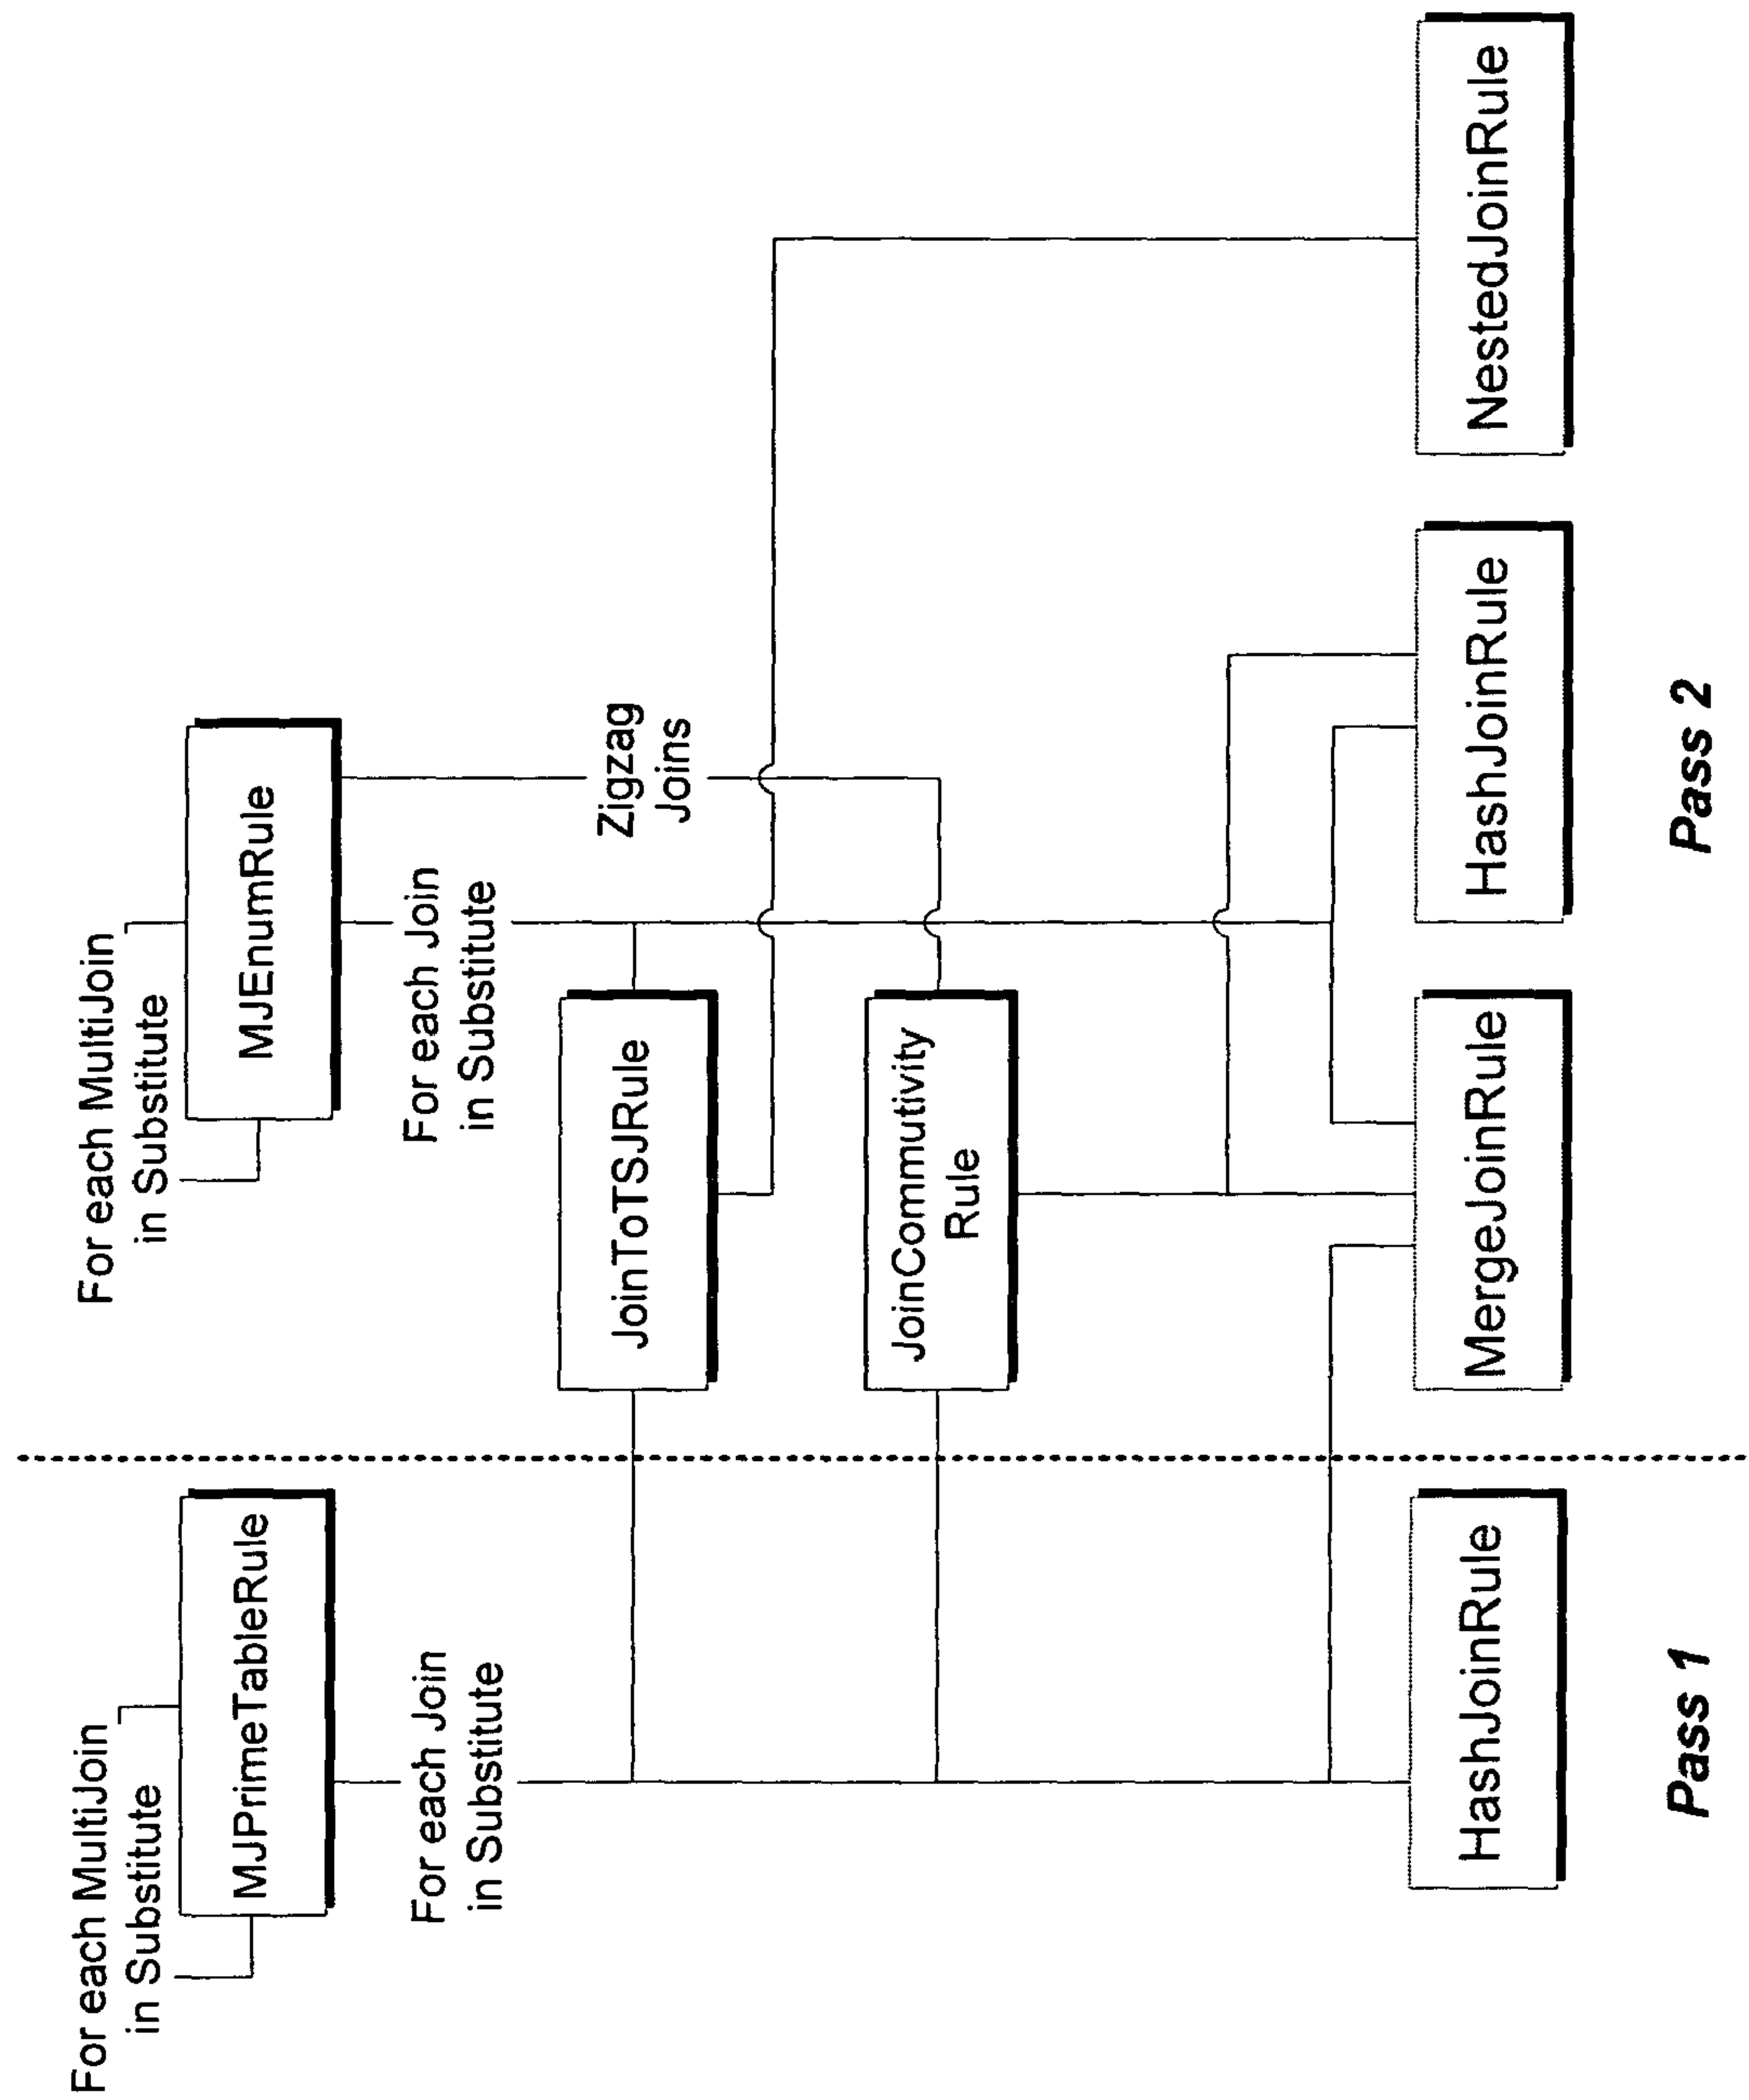 For each MultiJoin
in Substitute
MJPrimeTableRule
For each Join
in Substitute
For each MultiJoin
in Substitute
MJEnumRule
For each Join
in Substitute
Zigzag
Joins
JoinToTSJRule
JoinCommutivity
Rule
HashJoinRule
MergeJoinRule
HashJoinRule
NestedJoinRule
Pass 1
Pass 2